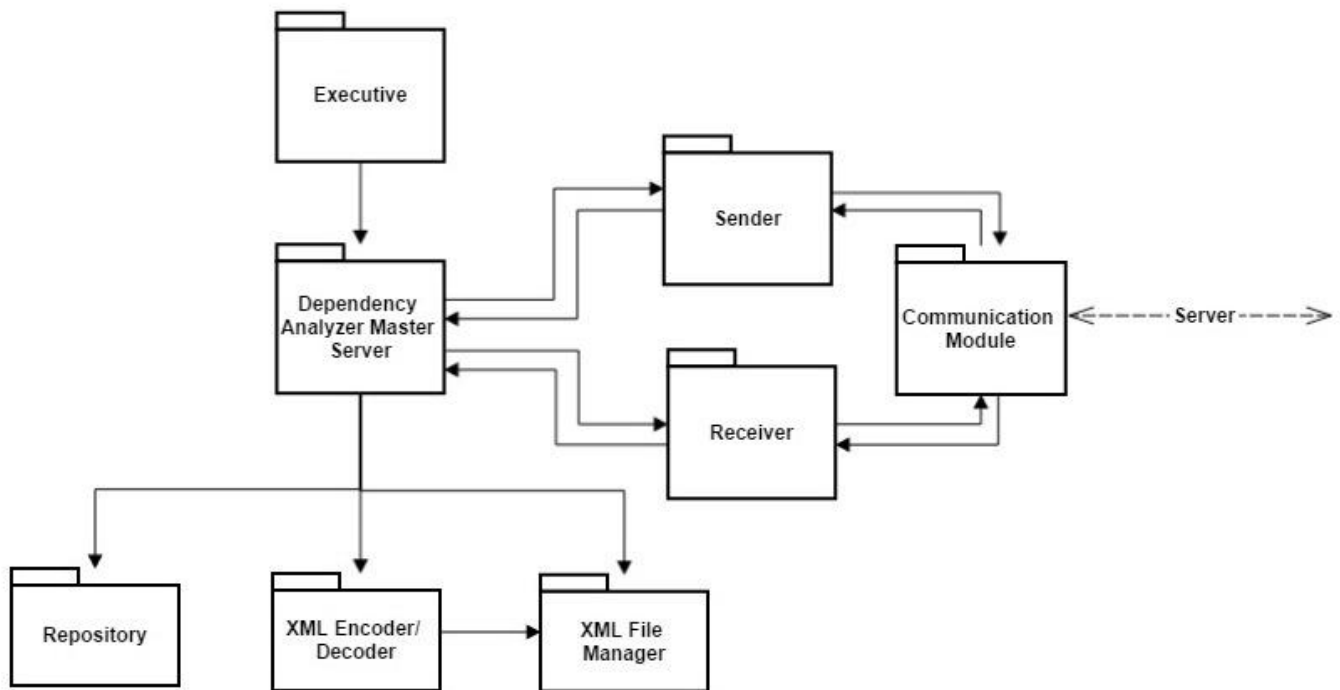 Executive
Sender
Dependency
Analyzer Master
Server
Communication
Module
Server
Receiver
Repository
XML Encoder/
Decoder
XML File
Manager